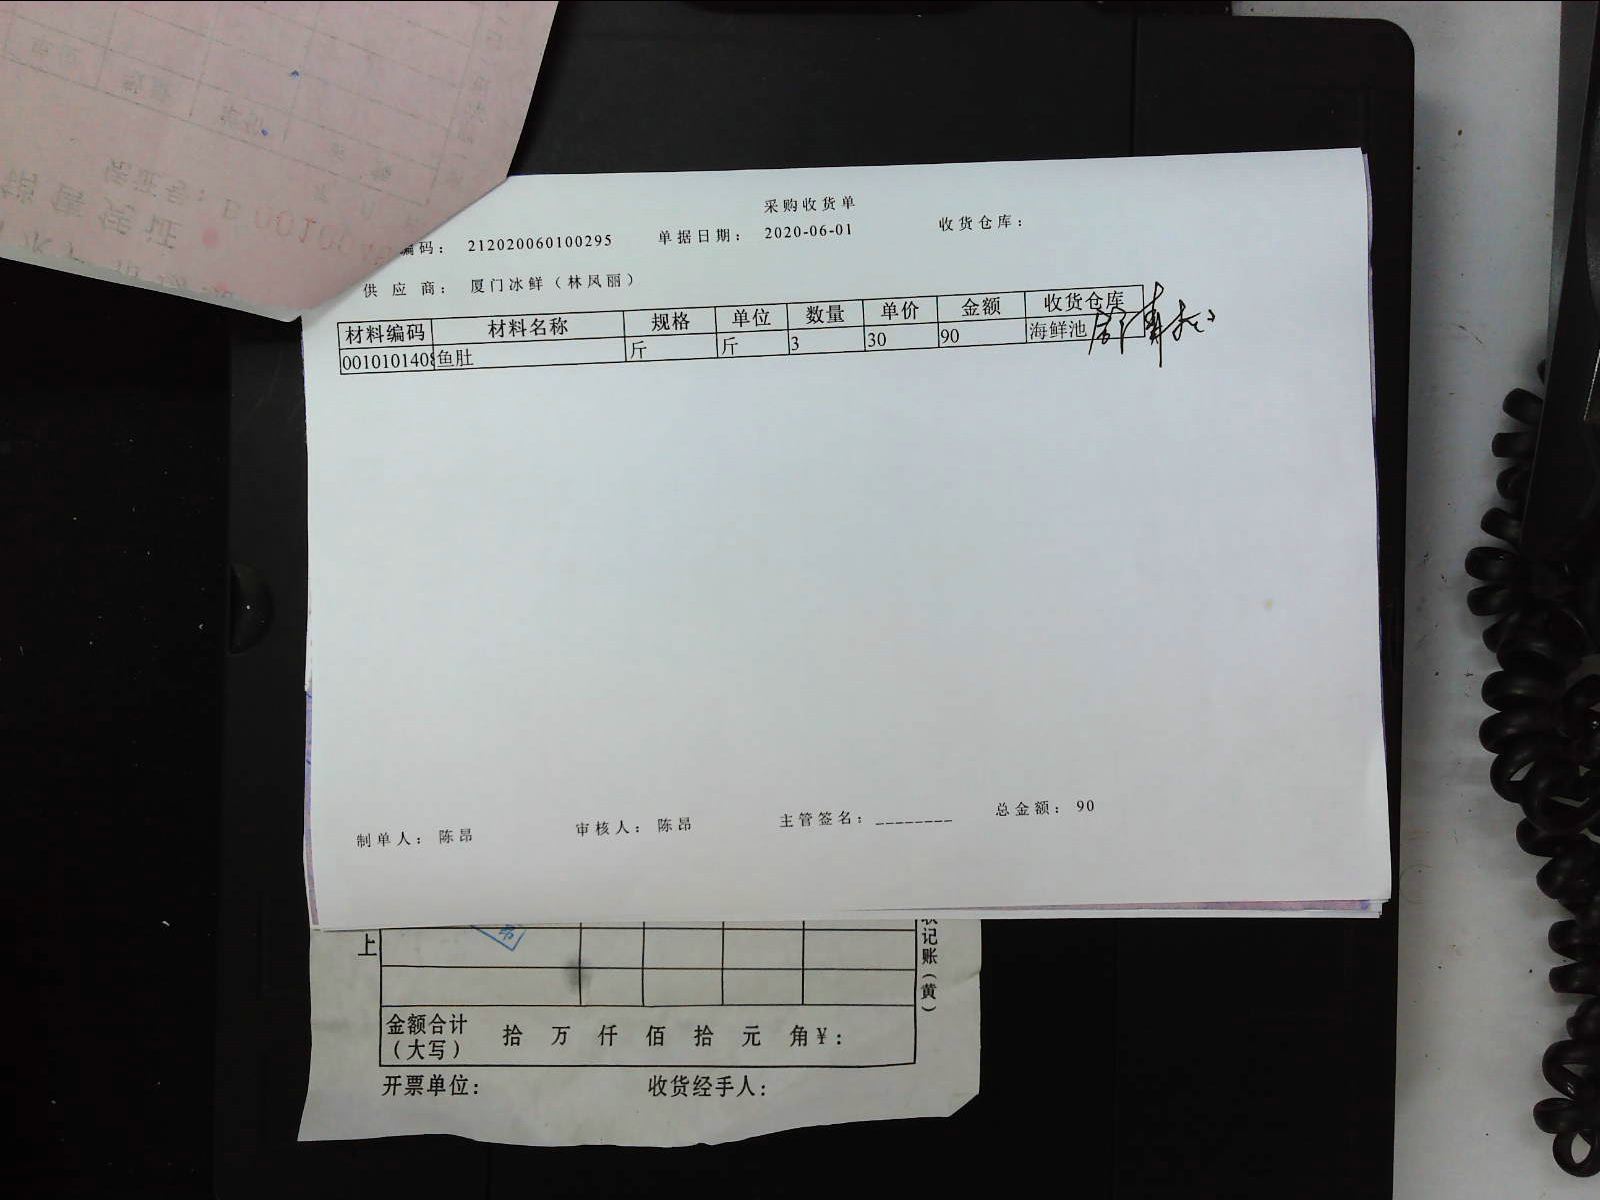 采购收货单
编码: 212020060100295 单据日期: 2020-06-01 收货仓库:
供应商: 厦门冰鲜(林凤丽)
材料编码 材料名称 规格 单位 数量 单价 金额 收货仓库
0010101408 鱼肚 斤 斤 3 30 90 海鲜池
制单人: 陈昂 审核人: 陈昂 主管签名:________ 总金额: 90
上
记账(黄)
金额合计(大写) 拾 万 仟 佰 拾 元 角 ¥:
开票单位: 收货经手人: